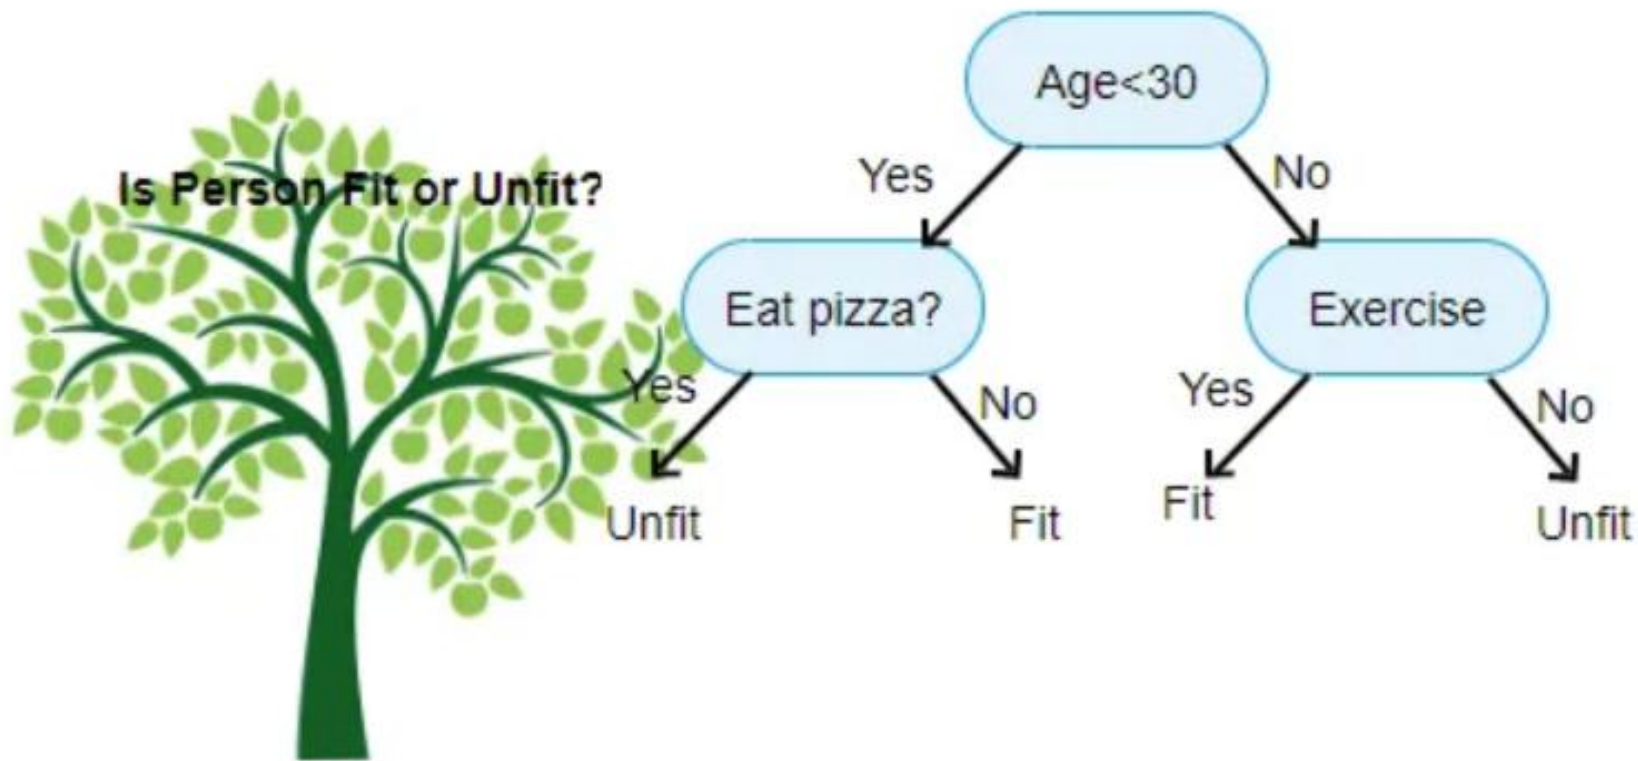 Age<30
Is Person Fit or Unfit?
Yes
No
Eat pizza?
Exercise
Yes
No
Yes
No
Unfit
Fit
Fit
Unfit